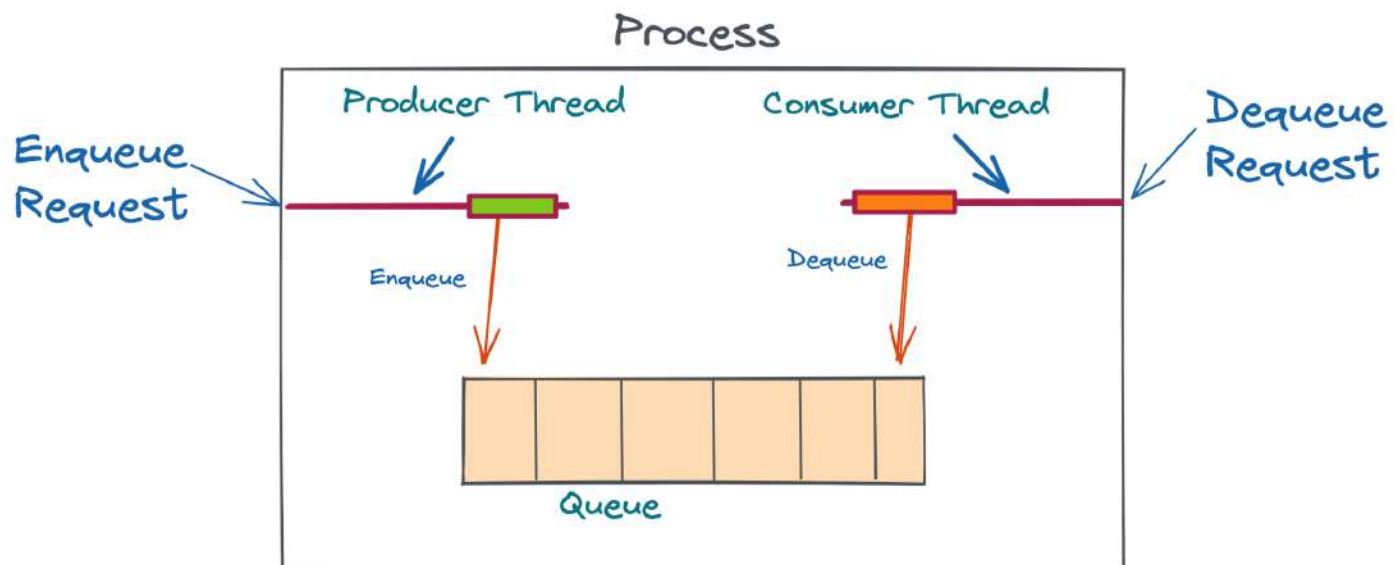 Process
Producer Thread
Consumer Thread
Enqueue
Request
Dequeue
Request
Enqueue
Dequeue
Queue